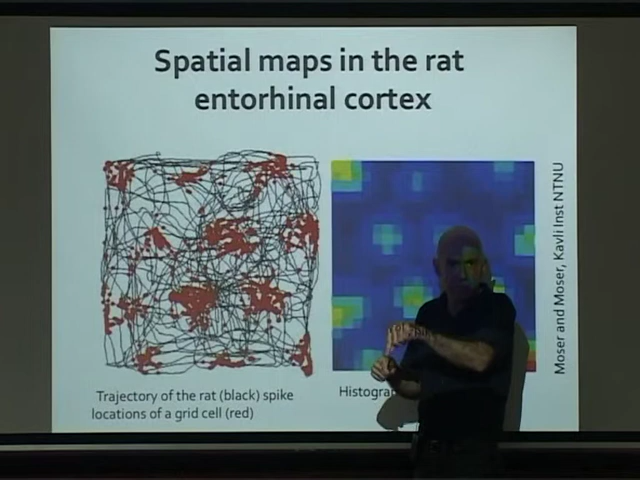 Spatial maps in the rat
entorhinal cortex
Moser and Moser, Kavli Inst NTNU
Trajectory of the rat (black) spike
locations of a grid cell (red)